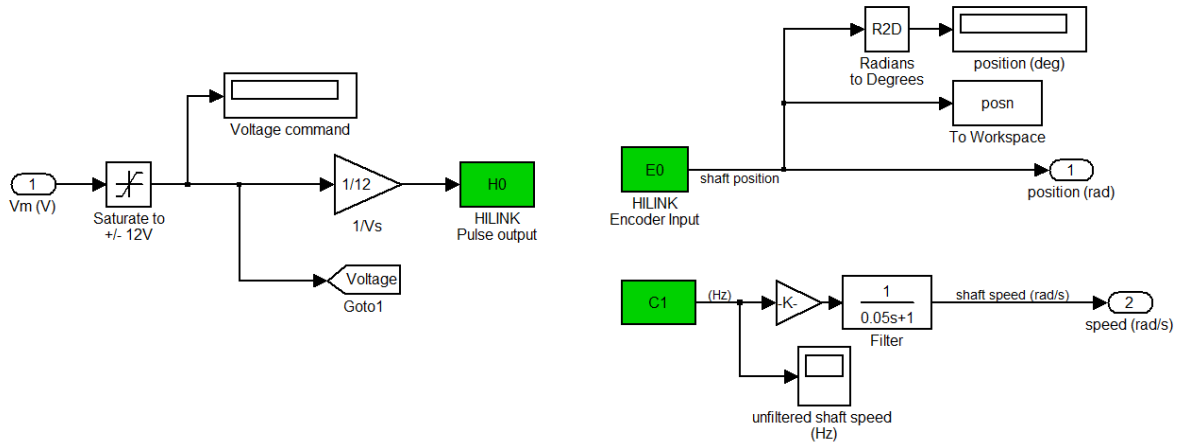 1
Vm (V)
Saturate to
+/- 12V
Voltage command
1/12
1/Vs
H0
HILINK
Pulse output
Voltage
Goto1
R2D
Radians
to Degrees
position (deg)
posn
To Workspace
E0
HILINK
Encoder Input
shaft position
1
position (rad)
C1
(Hz)
-K-
1
0.05s+1
Filter
shaft speed (rad/s)
2
speed (rad/s)
unfiltered shaft speed
(Hz)